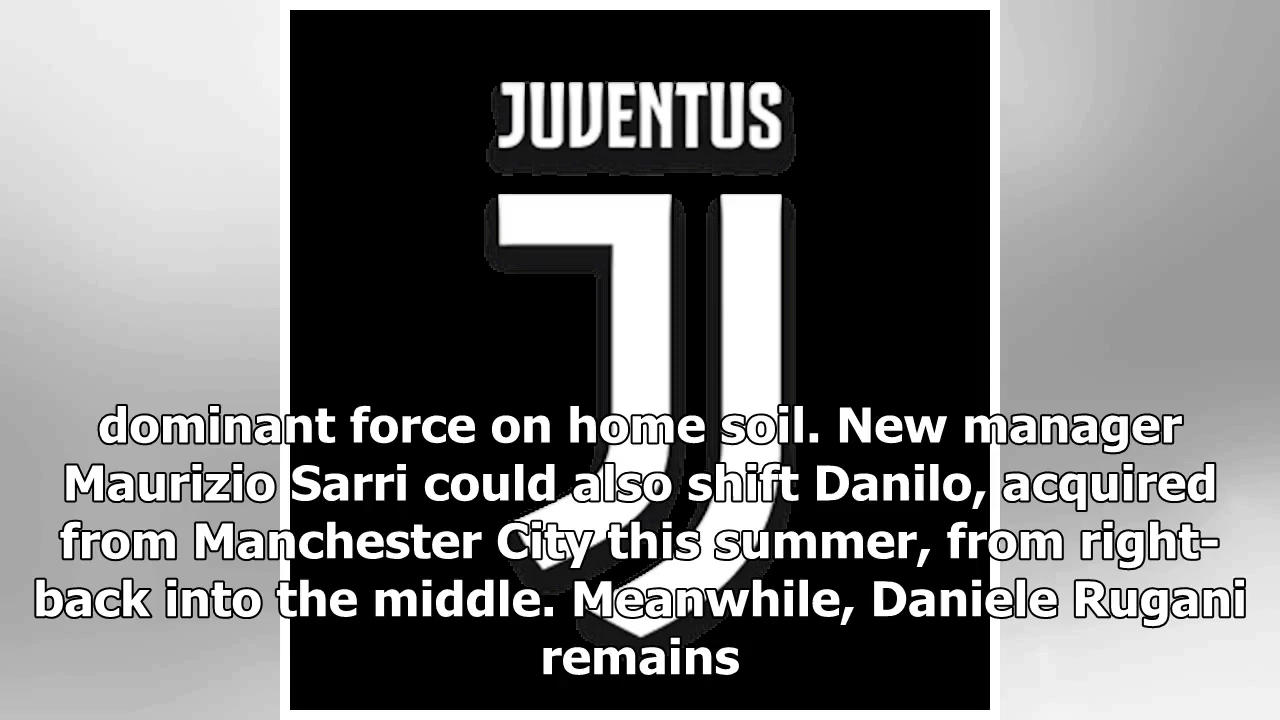 JUVENTUS
dominant force on home soil. New manager
Maurizio Sarri could also shift Danilo, acquired
from Manchester City this summer, from right-
back into the middle. Meanwhile, Daniele Rugani
remains